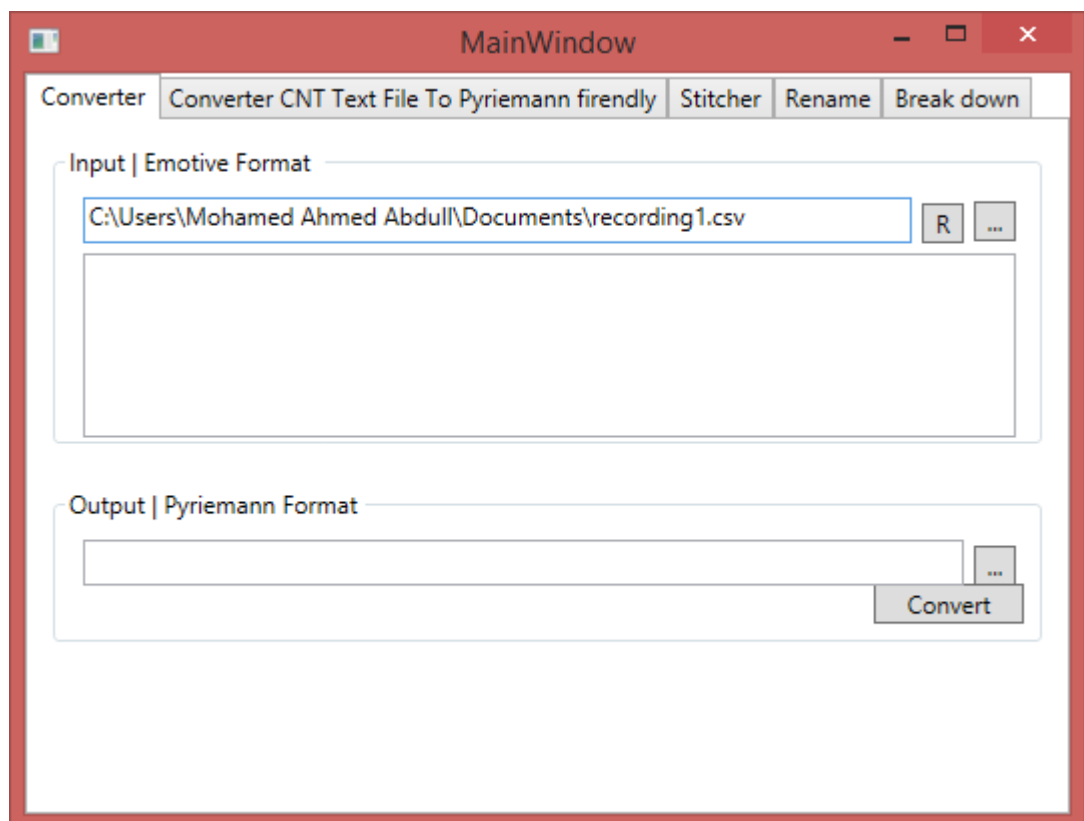 MainWindow
Converter Converter CNT Text File To Pyriemann firendly Stitcher Rename Break down
Input | Emotive Format
C:\Users\Mohamed Ahmed Abdull\Documents\recording1.csv R ...
Output | Pyriemann Format
...
Convert